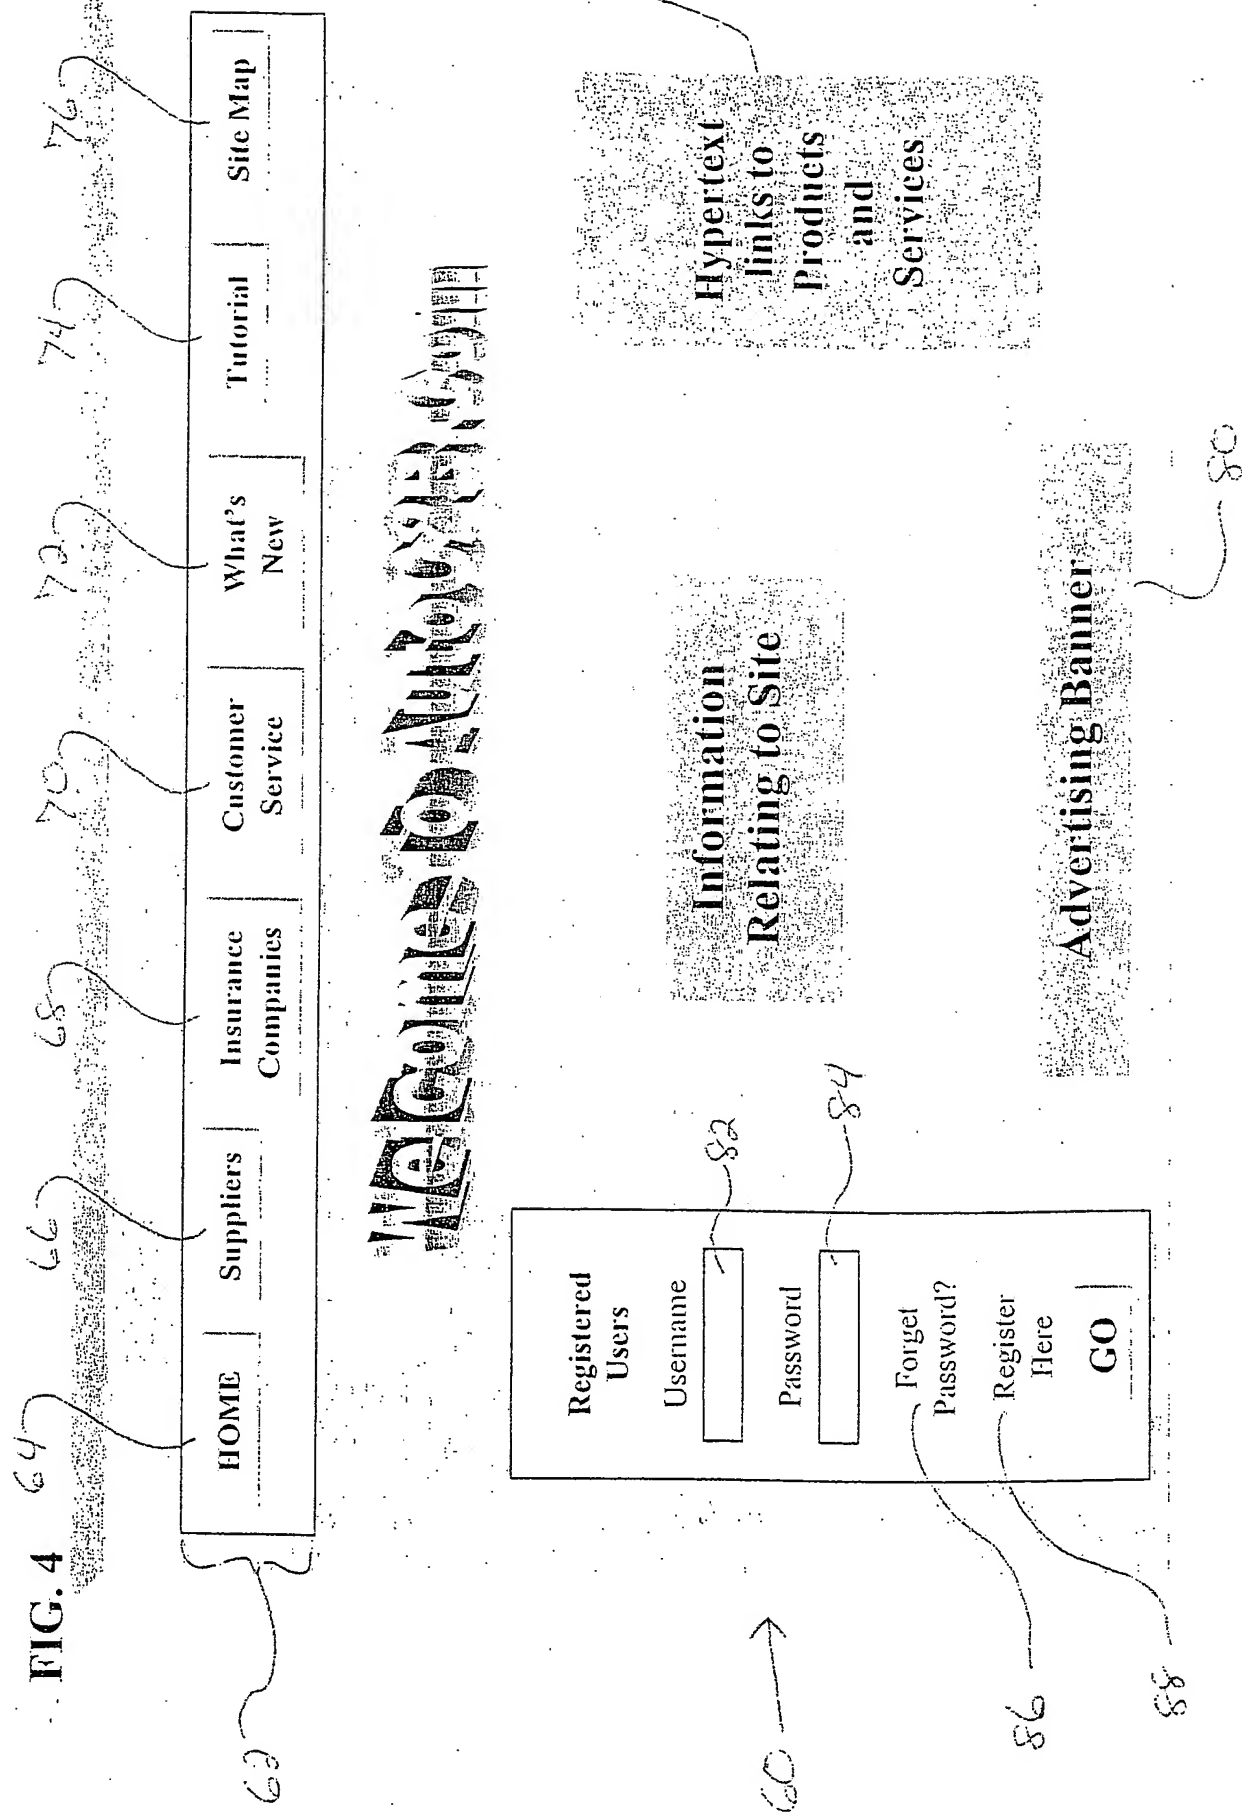 FIG. 4
64
66
68
70
72
74
76
62
HOME
Suppliers
Insurance
Companies
Customer
Service
What's
New
Tutorial
Site Map
Welcome to
60
Registered
Users
Username
82
Password
84
Forget
Password?
86
Register
Here
88
GO
Information
Relating to Site
Hypertext
links to
Products
and
Services
Advertising Banner
80